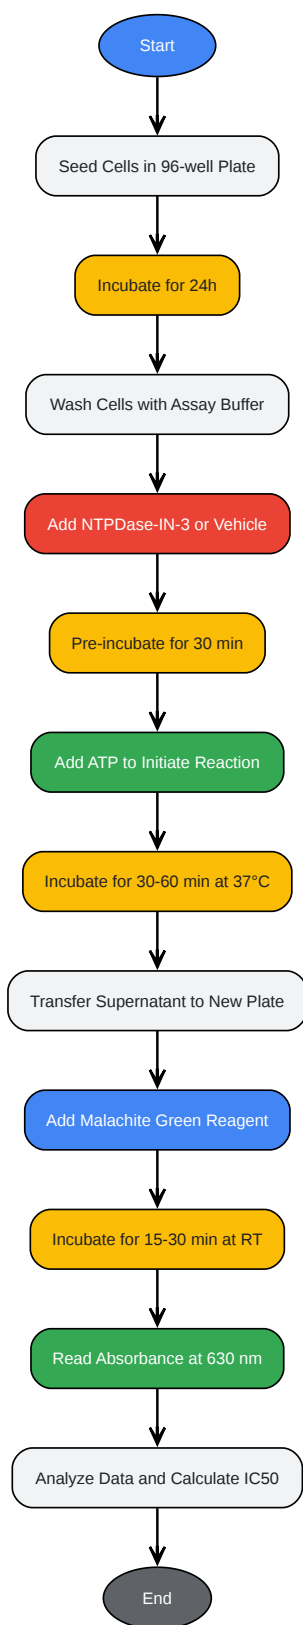 Start
Seed Cells in 96-well Plate
Incubate for 24h
Wash Cells with Assay Buffer
Add NTPDase-IN-3 or Vehicle
Pre-incubate for 30 min
Add ATP to Initiate Reaction
Incubate for 30-60 min at 37°C
Transfer Supernatant to New Plate
Add Malachite Green Reagent
Incubate for 15-30 min at RT
Read Absorbance at 630 nm
Analyze Data and Calculate IC50
End